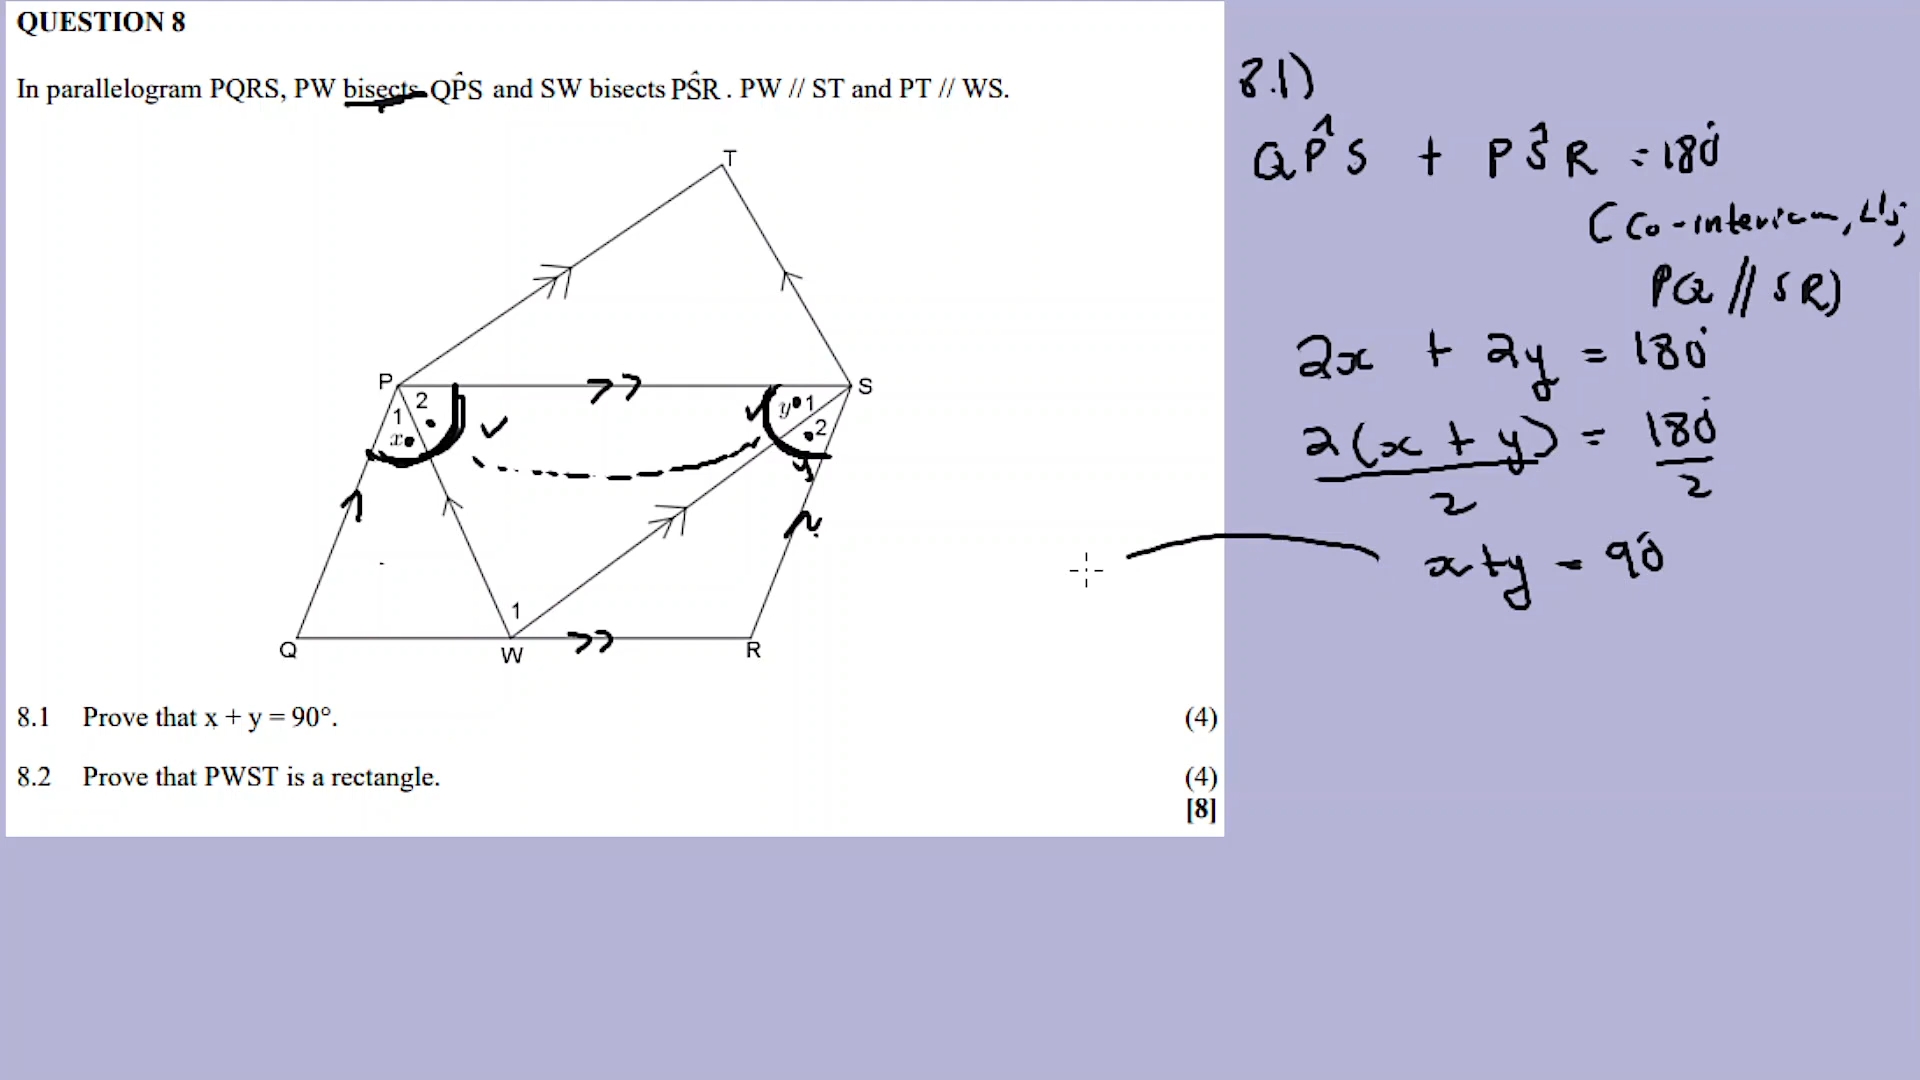 QUESTION 8
In parallelogram PQRS, PW bisects QP̂S and SW bisects PŜR. PW // ST and PT // WS.
T
P
S
2
1
x
y 1
2
y
1
Q
W
R
8.1 Prove that x + y = 90°. (4)
8.2 Prove that PWST is a rectangle. (4)
[8]
8.1)
QP̂S + PŜR = 180°
(Co-interior, ∠'s;
PQ // SR)
2x + 2y = 180°
2(x + y) = 180°
2 2
x + y = 90°